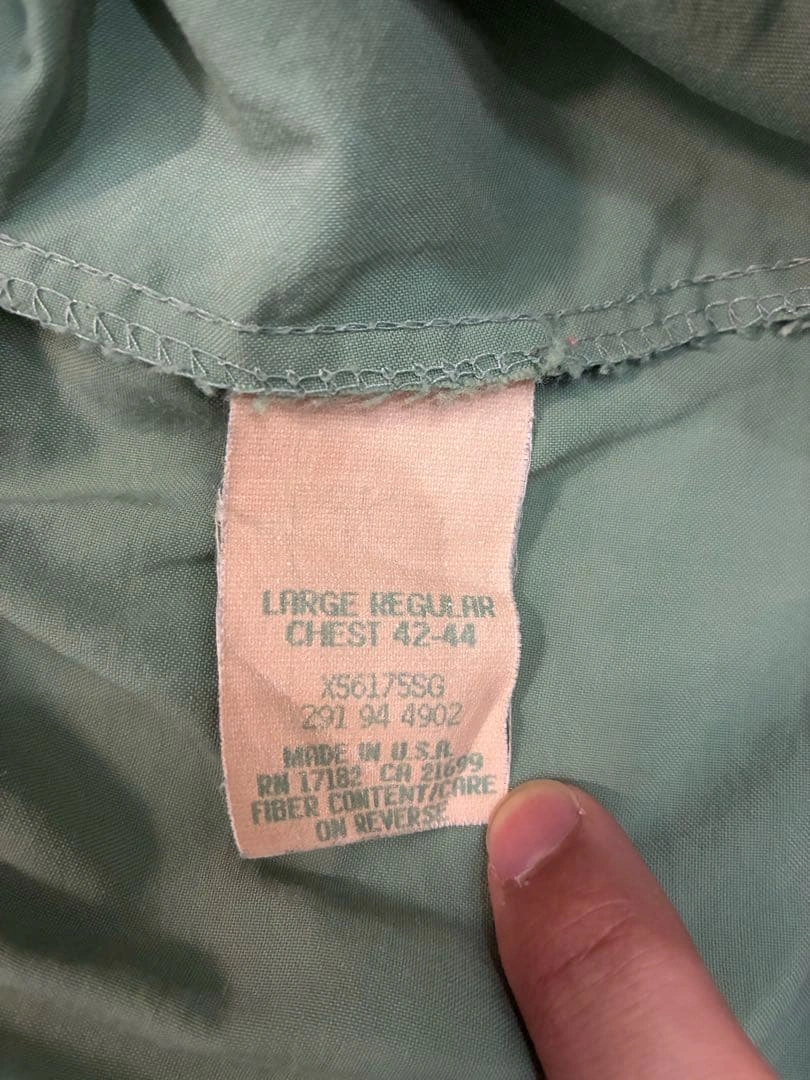 LARGE REGULAR
CHEST 42-44
X56175SG
291 94 4902
MADE IN U.S.A.
RN 17182 CA 21699
FIBER CONTENT/CARE
ON REVERSE